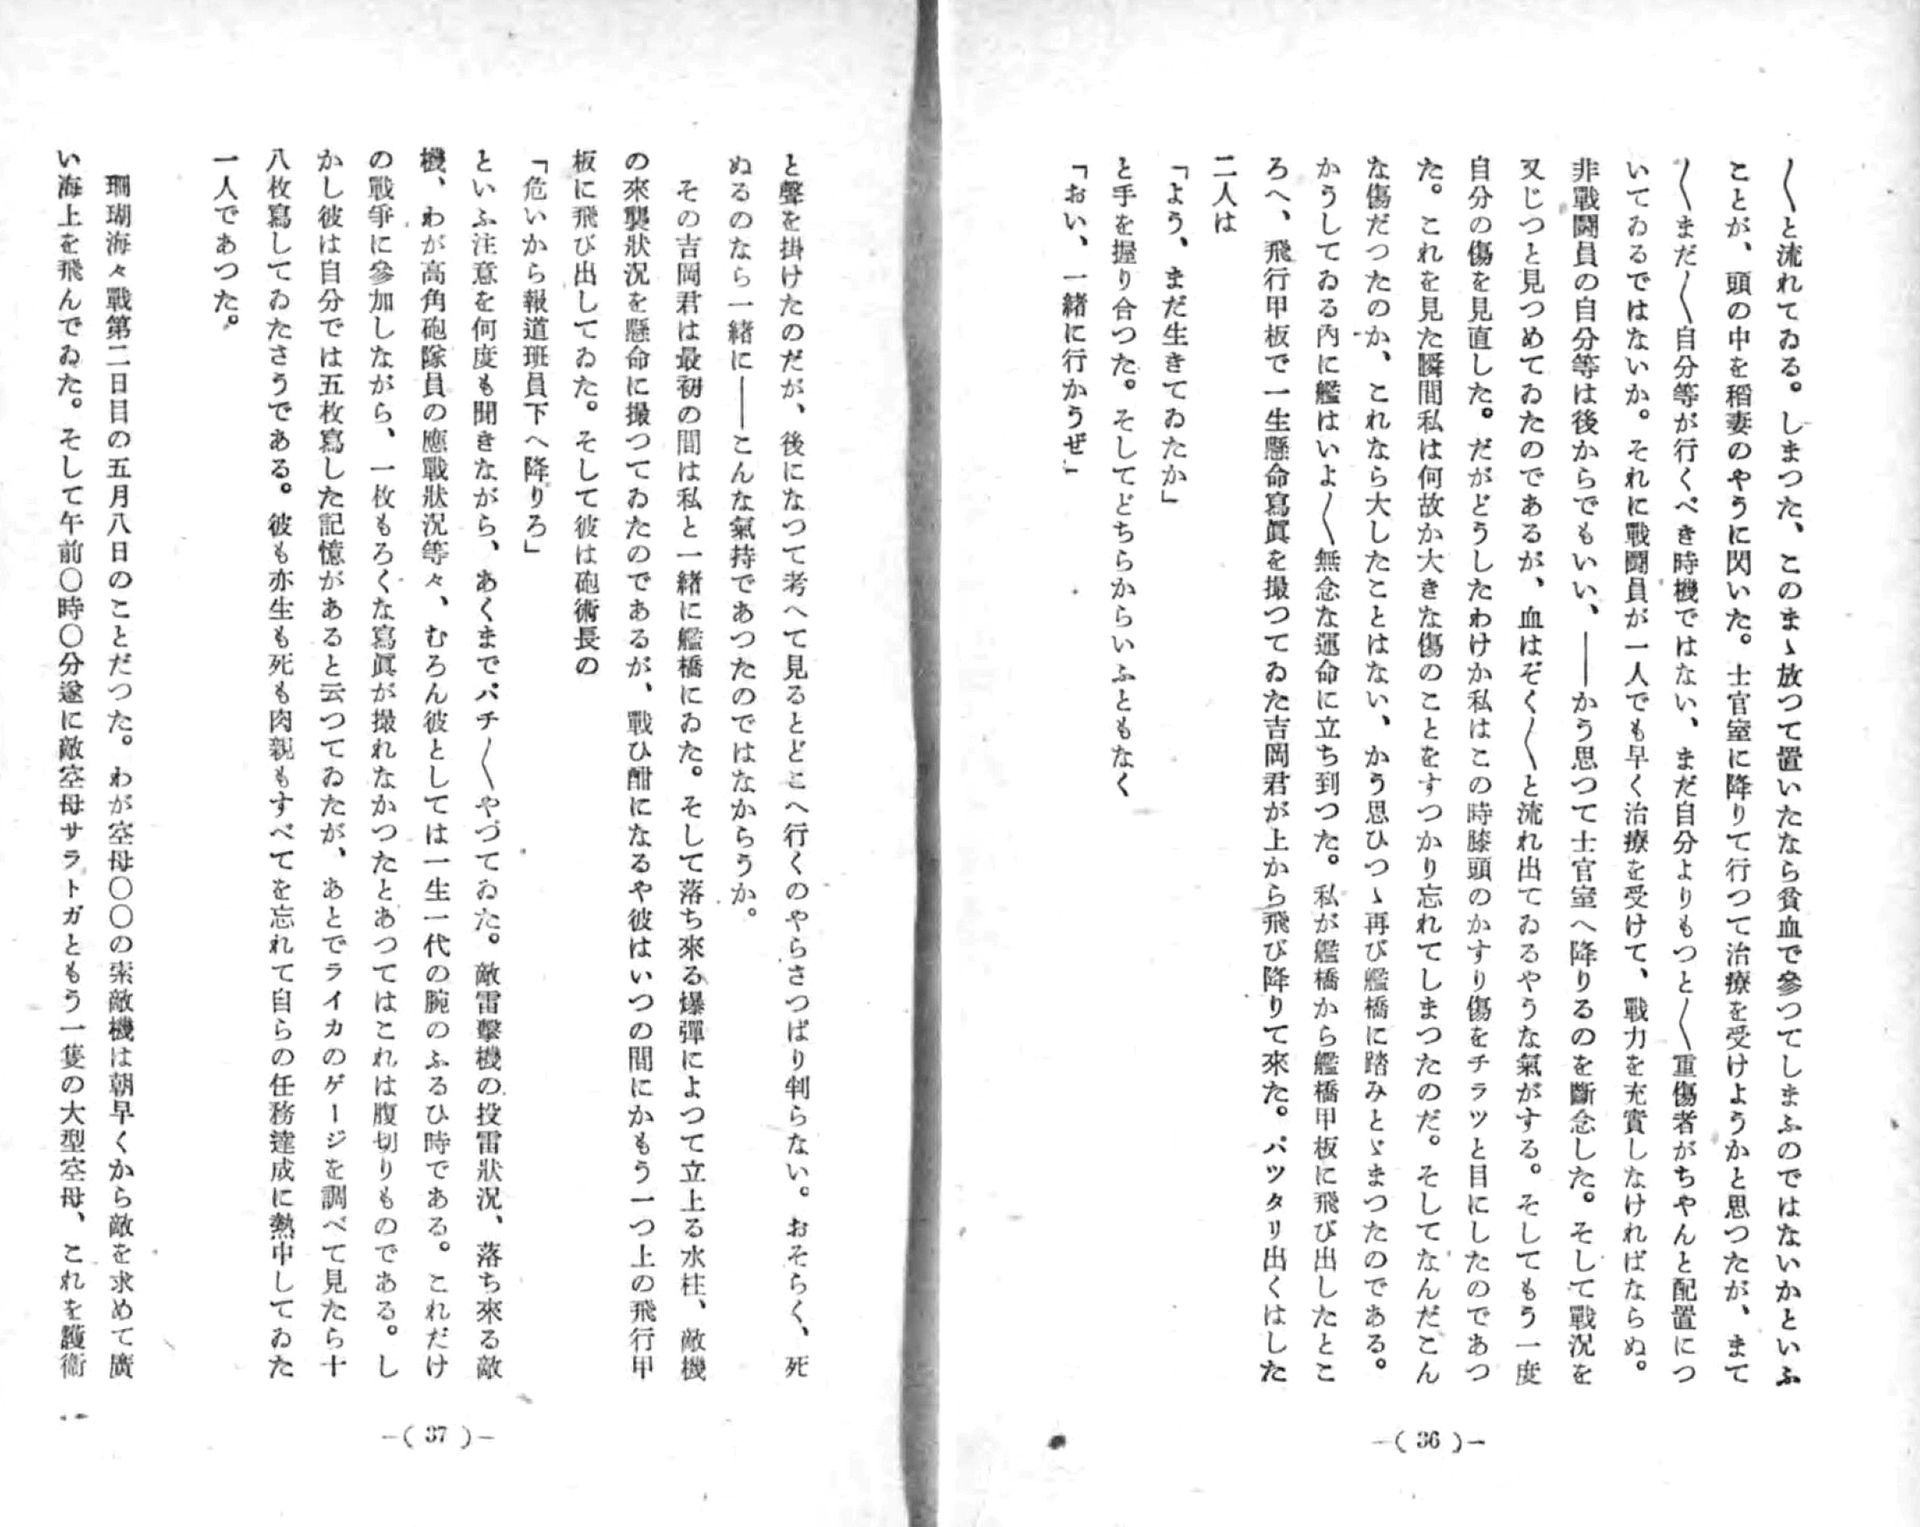 〳〵と流れてゐる。しまつた、このまゝ放つて置いたなら貧血で參つてしまふのではないかといふ
ことが、頭の中を稻妻のやうに閃いた。士官室に降りて行つて治療を受けようかと思つたが、まて
〳〵まだ〳〵自分等が行くべき時機ではない、まだ自分よりもつと〳〵重傷者がちやんと配置につ
いてゐるではないか。それに戰鬪員が一人でも早く治療を受けて、戰力を充實しなければならぬ。
非戰鬪員の自分等は後からでもいい、——かう思つて士官室へ降りるのを斷念した。そして戰況を
又じつと見つめてゐたのであるが、血はぞく〳〵と流れ出てゐるやうな氣がする。そしてもう一度
自分の傷を見直した。だがどうしたわけか私はこの時膝頭のかすり傷をチラツと目にしたのであつ
た。これを見た瞬間私は何故か大きな傷のことをすつかり忘れてしまつたのだ。そしてなんだこん
な傷だつたのか、これなら大したことはない、かう思ひつゝ再び艦橋に踏みとゞまつたのである。
かうしてゐる内に艦はいよ〳〵無念な運命に立ち到つた。私が艦橋から艦橋甲板に飛び出したとこ
ろへ、飛行甲板で一生懸命寫眞を撮つてゐた吉岡君が上から飛び降りて來た。パツタリ出くはした
二人は
「よう、まだ生きてゐたか」
と手を握り合つた。そしてどちらからいふともなく
「おい、一緒に行かうぜ」
—( 36 )—
と聲を掛けたのだが、後になつて考へて見るとどこへ行くのやらさつぱり判らない。おそらく、死
ぬるのなら一緒に——こんな氣持であつたのではなからうか。
その吉岡君は最初の間は私と一緒に艦橋にゐた。そして落ち來る爆彈によつて立上る水柱、敵機
の來襲狀況を懸命に撮つてゐたのであるが、戰ひ酣になるや彼はいつの間にかもう一つ上の飛行甲
板に飛び出してゐた。そして彼は砲術長の
「危いから報道班員下へ降りろ」
といふ注意を何度も聞きながら、あくまでパチ〳〵やづてゐた。敵雷擊機の投雷狀況、落ち來る敵
機、わが高角砲隊員の應戰狀況等々、むろん彼としては一生一代の腕のふるひ時である。これだけ
の戰爭に參加しながら、一枚もろくな寫眞が撮れなかつたとあつてはこれは腹切りものである。し
かし彼は自分では五枚寫した記憶があると云つてゐたが、あとでライカのゲージを調べて見たら十
八枚寫してゐたさうである。彼も亦生も死も肉親もすべてを忘れて自らの任務達成に熱中してゐた
一人であつた。
珊瑚海々戰第二日目の五月八日のことだつた。わが空母〇〇の索敵機は朝早くから敵を求めて廣
い海上を飛んでゐた。そして午前〇時〇分遂に敵空母サラトガともう一隻の大型空母、これを護衞
—( 37 )—